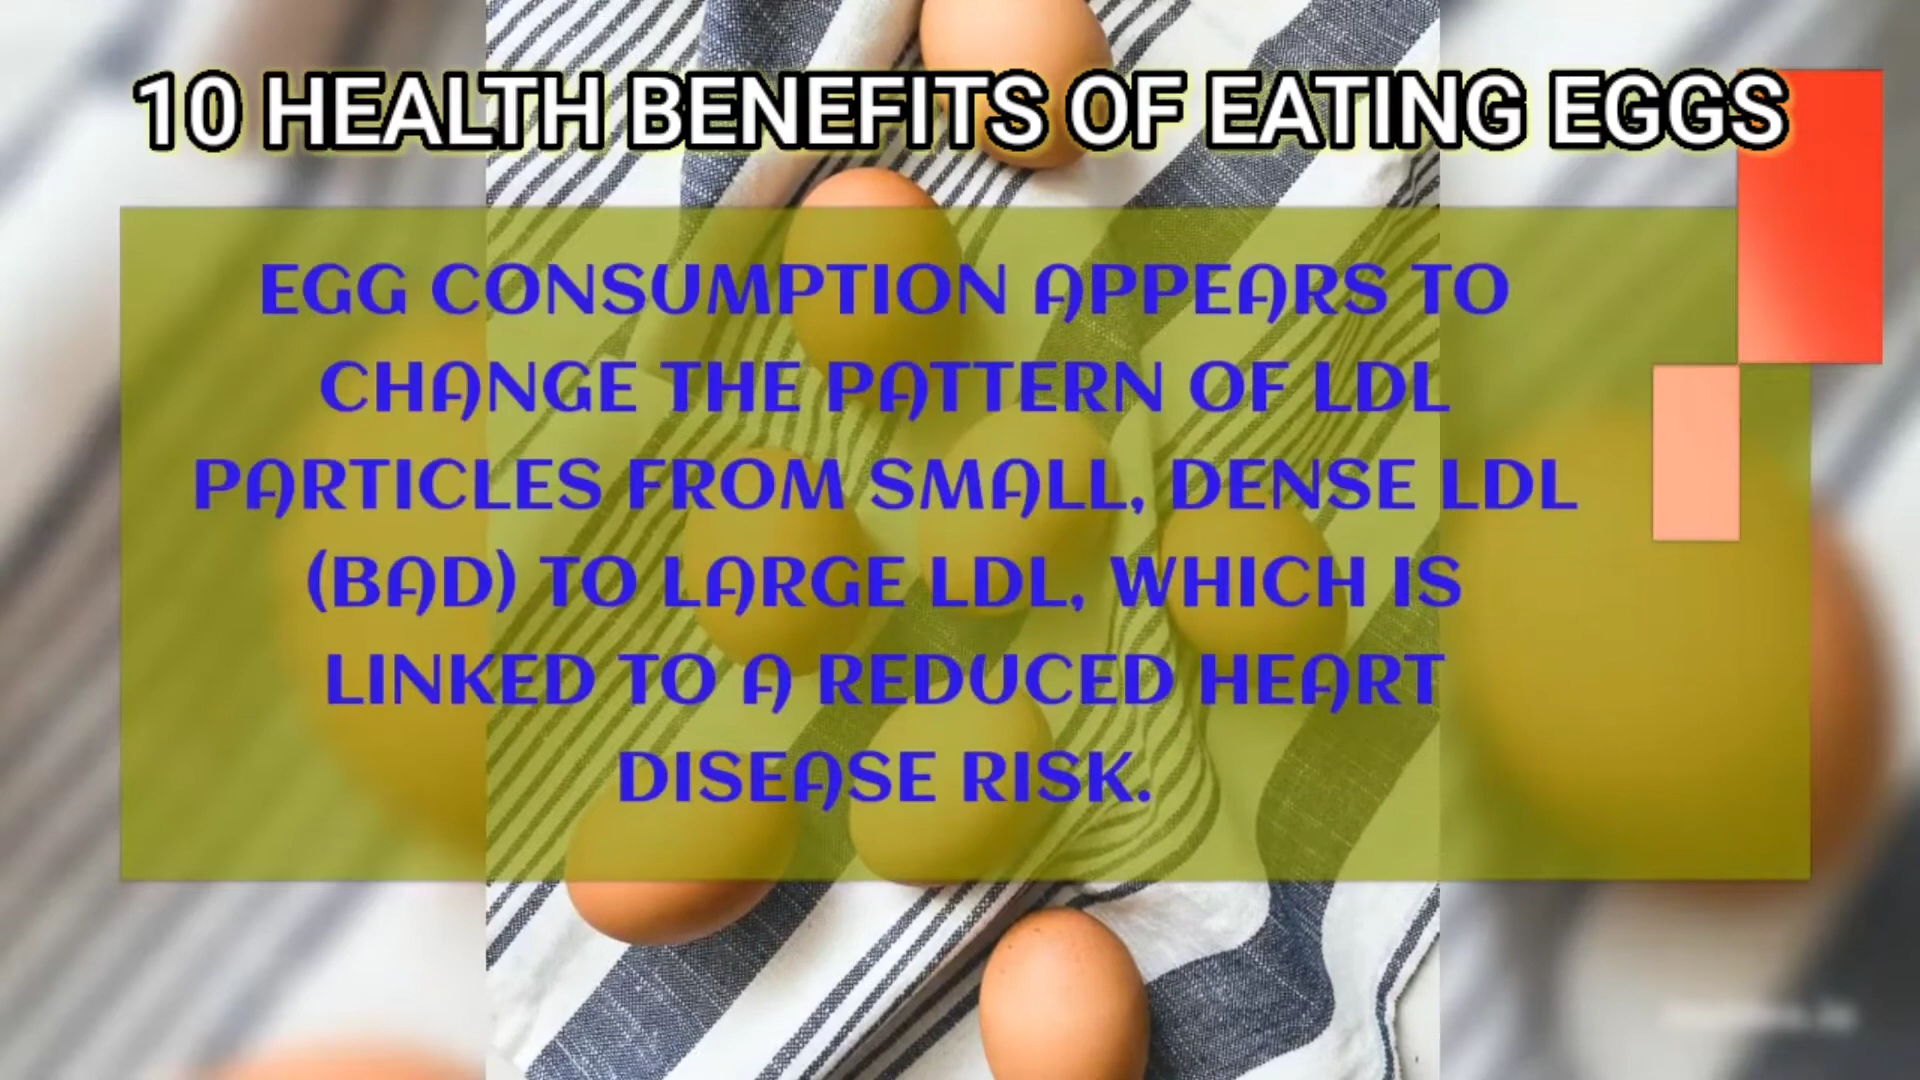 10 HEALTH BENEFITS OF EATING EGGS
EGG CONSUMPTION APPEARS TO
CHANGE THE PATTERN OF LDL
PARTICLES FROM SMALL, DENSE LDL
(BAD) TO LARGE LDL, WHICH IS
LINKED TO A REDUCED HEART
DISEASE RISK.